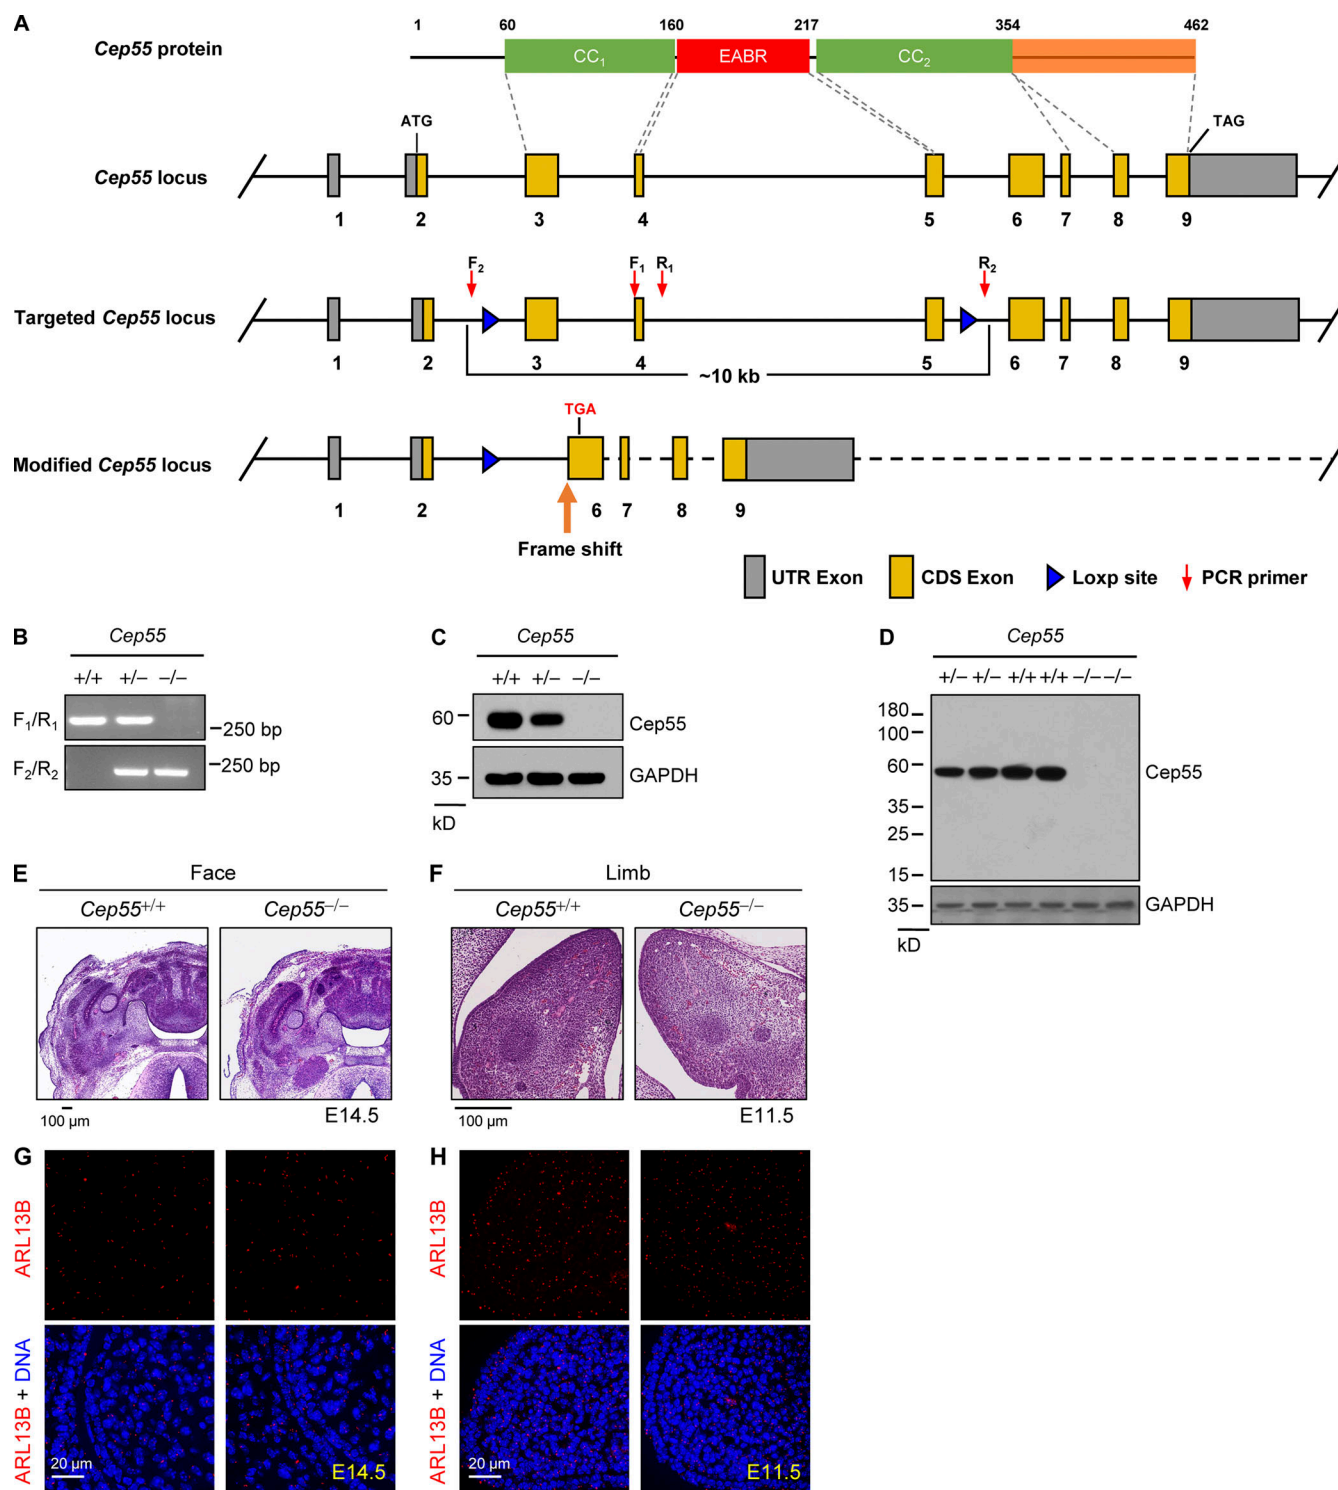 A
1 60 160 217 354 462
Cep55 protein
CC1 EABR CC2
ATG TAG
Cep55 locus
1 2 3 4 5 6 7 8 9
F2 F1 R1 R2
Targeted Cep55 locus
1 2 3 4 5 6 7 8 9
~10 kb
TGA
Modified Cep55 locus
1 2 6 7 8 9
Frame shift
UTR Exon CDS Exon Loxp site PCR primer
B
Cep55
+/+ +/– –/–
F1/R1
–250 bp
F2/R2
–250 bp
C
Cep55
+/+ +/– –/–
60
Cep55
35
GAPDH
kD
D
Cep55
+/– +/– +/+ +/+ –/– –/–
180
100
60
Cep55
35
25
15
35
GAPDH
kD
E
Face
Cep55+/+ Cep55–/–
100 µm
E14.5
F
Limb
Cep55+/+ Cep55–/–
100 µm
E11.5
G
ARL13B
ARL13B + DNA
20 µm
E14.5
H
ARL13B
ARL13B + DNA
20 µm
E11.5